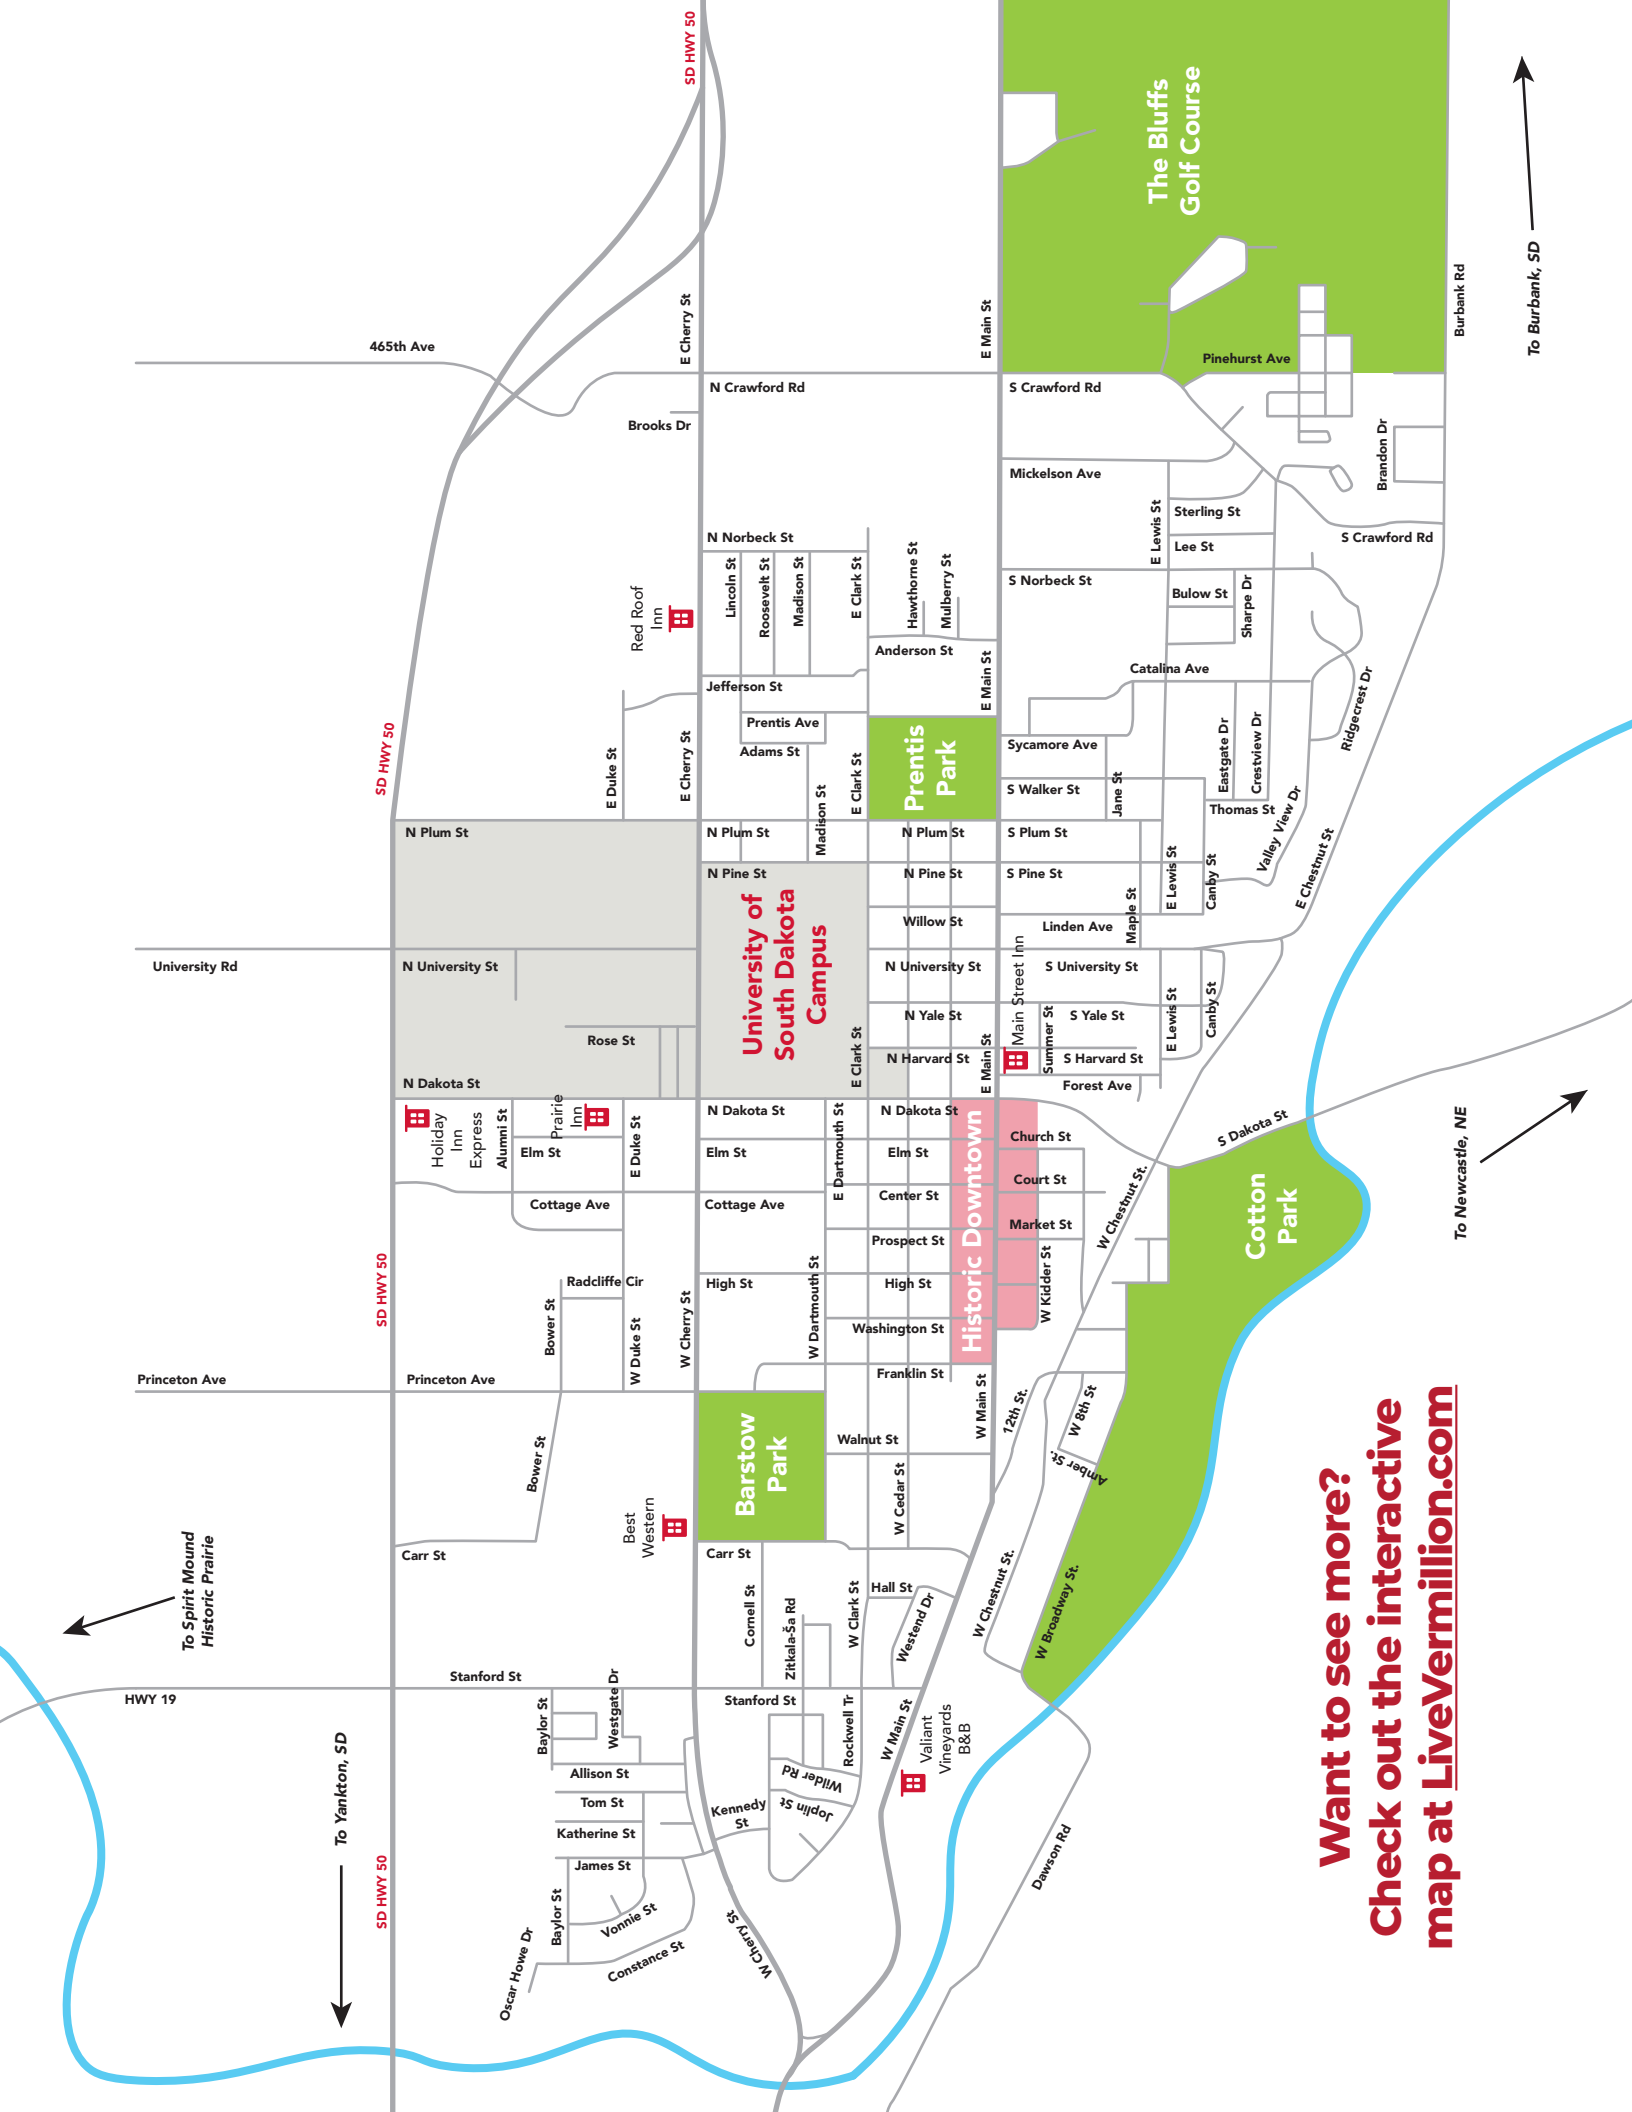 SD HWY 50
The Bluffs
Golf Course
To Burbank, SD
Burbank Rd
465th Ave
E Cherry St
E Main St
Pinehurst Ave
N Crawford Rd
S Crawford Rd
Brooks Dr
Mickelson Ave
Brandon Dr
E Lewis St
Sterling St
S Crawford Rd
N Norbeck St
Lee St
Lincoln St
Roosevelt St
Madison St
E Clark St
Hawthorne St
Mulberry St
S Norbeck St
Bulow St
Sharpe Dr
Red Roof
Inn
Anderson St
E Main St
Catalina Ave
Jefferson St
Ridgecrest Dr
SD HWY 50
Prentis Ave
Adams St
E Duke St
E Cherry St
E Clark St
Prentis
Park
Sycamore Ave
Eastgate Dr
Crestview Dr
S Walker St
Jane St
Thomas St
Valley View Dr
Madison St
N Plum St
N Plum St
N Plum St
S Plum St
E Chestnut St
N Pine St
N Pine St
S Pine St
E Lewis St
Canby St
Maple St
Willow St
Linden Ave
University of
South Dakota
Campus
University Rd
N University St
N University St
S University St
Main Street Inn
N Yale St
S Yale St
E Lewis St
Canby St
Rose St
E Clark St
N Harvard St
E Main St
Summer St
S Harvard St
Forest Ave
N Dakota St
N Dakota St
N Dakota St
Holiday
Inn
Express
Alumni St
Prairie
Inn
E Duke St
E Dartmouth St
Church St
S Dakota St
To Newcastle, NE
Elm St
Elm St
Elm St
Court St
Historic Downtown
Cottage Ave
Cottage Ave
Center St
Market St
W Chestnut St.
Cotton
Park
Prospect St
SD HWY 50
Radcliffe Cir
High St
High St
W Kidder St
Bower St
W Duke St
W Cherry St
W Dartmouth St
Washington St
Princeton Ave
Princeton Ave
Franklin St
W Main St
12th St.
W 8th St
Amber St.
Walnut St
Barstow
Park
Bower St
W Cedar St
Best
Western
Carr St
Carr St
To Spirit Mound
Historic Prairie
Cornell St
Zitkala-Ša Rd
W Clark St
Hall St
Westend Dr
W Chestnut St.
W Broadway St.
Stanford St
Stanford St
HWY 19
Baylor St
Westgate Dr
Rockwell Tr
W Main St
Valiant
Vineyards
B&B
To Yankton, SD
Allison St
Wilder Rd
Tom St
Joplin St
Kennedy
St
Katherine St
James St
Dawson Rd
SD HWY 50
Baylor St
Vonnie St
Constance St
W Cherry St
Oscar Howe Dr
Want to see more?
Check out the interactive
map at LiveVermillion.com